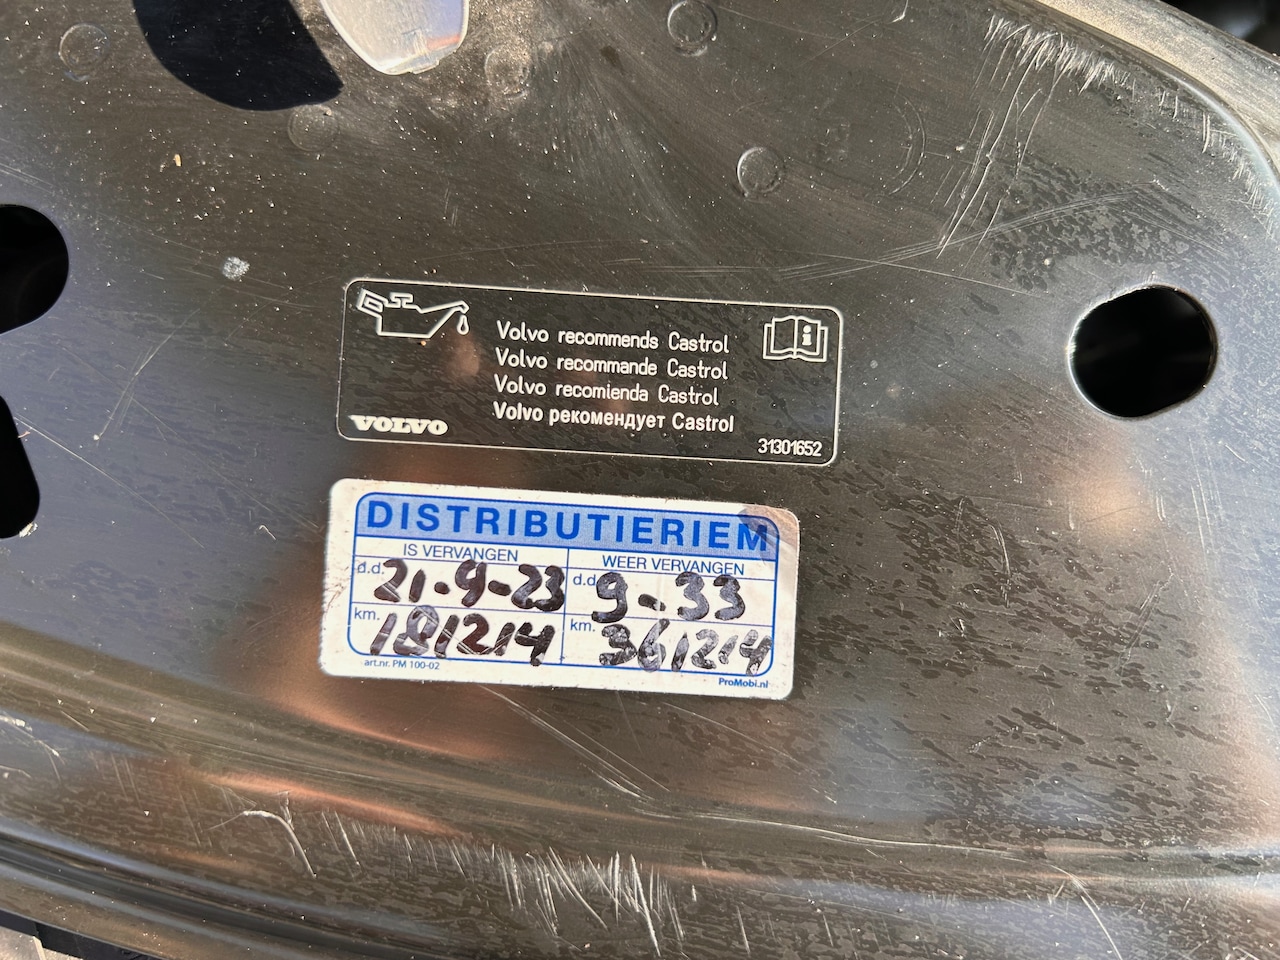 Volvo recommends Castrol
Volvo recommande Castrol
Volvo recomienda Castrol
Volvo рекомендует Castrol
VOLVO
31301652
DISTRIBUTIERIEM
IS VERVANGEN
WEER VERVANGEN
d.d. 21-9-23
d.d. 9-33
km. 181214
km. 361214
art.nr. PM 100-02
ProMobi.nl